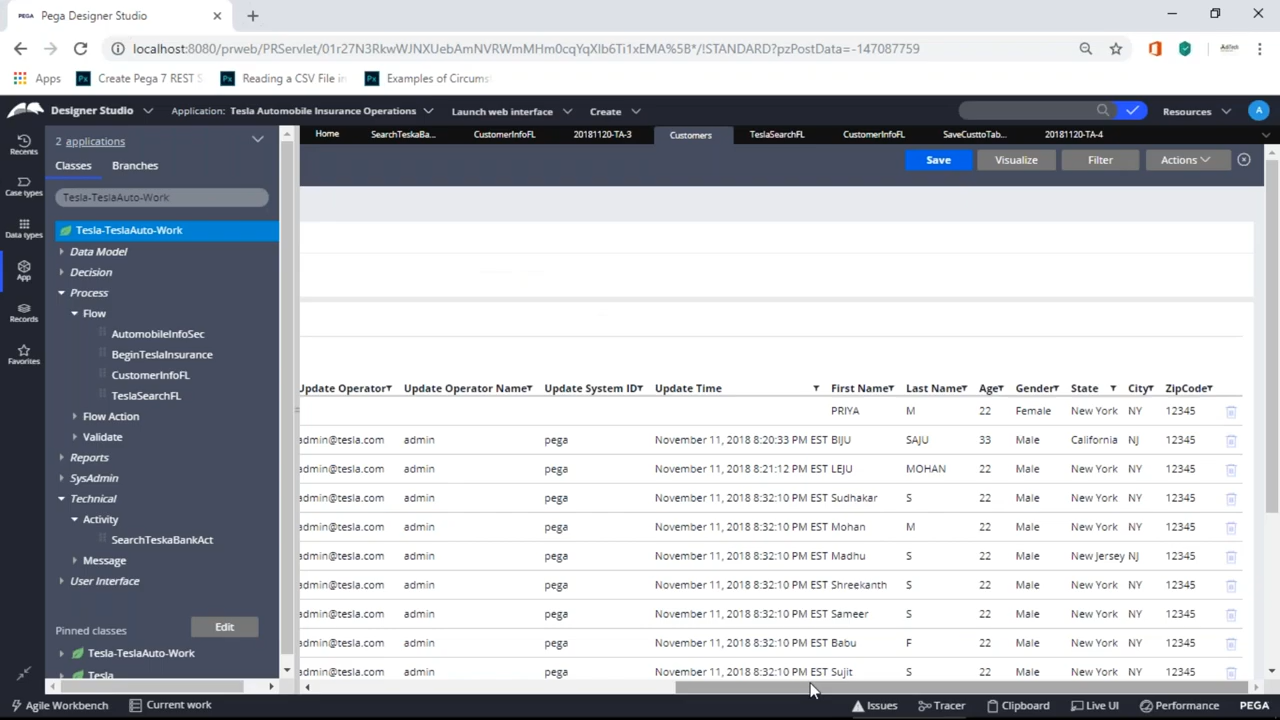 PEGA Pega Designer Studio
localhost:8080/prweb/PRServlet/01r27N3RkwWJNXUebAmNVRWmMHm0cqYqXIb6Ti1xEMA%5B*/!STANDARD?pzPostData=-147087759
Apps Create Pega 7 REST S Reading a CSV File in Examples of Circums
Designer Studio Application: Tesla Automobile Insurance Operations Launch web interface Create Resources A
Recents
Case types
Data types
App
Records
Favorites
2 applications
Classes Branches
Tesla-TeslaAuto-Work
Tesla-TeslaAuto-Work
Data Model
Decision
Process
Flow
AutomobileInfoSec
BeginTeslaInsurance
CustomerInfoFL
TeslaSearchFL
Flow Action
Validate
Reports
SysAdmin
Technical
Activity
SearchTeskaBankAct
Message
User Interface
Pinned classes Edit
Tesla-TeslaAuto-Work
Tesla
Home SearchTeskaBa... CustomerInfoFL 20181120-TA-3 Customers TeslaSearchFL CustomerInfoFL SaveCusttoTab... 20181120-TA-4
Save Visualize Filter Actions
Update Operator Update Operator Name Update System ID Update Time First Name Last Name Age Gender State City ZipCode
PRIYA M 22 Female New York NY 12345
admin@tesla.com admin pega November 11, 2018 8:20:33 PM EST BIJU SAJU 33 Male California NJ 12345
admin@tesla.com admin pega November 11, 2018 8:21:12 PM EST LEJU MOHAN 22 Male New York NY 12345
admin@tesla.com admin pega November 11, 2018 8:32:10 PM EST Sudhakar S 22 Male New York NY 12345
admin@tesla.com admin pega November 11, 2018 8:32:10 PM EST Mohan M 22 Male New York NY 12345
admin@tesla.com admin pega November 11, 2018 8:32:10 PM EST Madhu S 22 Male New Jersey NJ 12345
admin@tesla.com admin pega November 11, 2018 8:32:10 PM EST Shreekanth S 22 Male New York NY 12345
admin@tesla.com admin pega November 11, 2018 8:32:10 PM EST Sameer S 22 Male New York NY 12345
admin@tesla.com admin pega November 11, 2018 8:32:10 PM EST Babu F 22 Male New York NY 12345
admin@tesla.com admin pega November 11, 2018 8:32:10 PM EST Sujit S 22 Male New York NY 12345
Agile Workbench Current work Issues Tracer Clipboard Live UI Performance PEGA